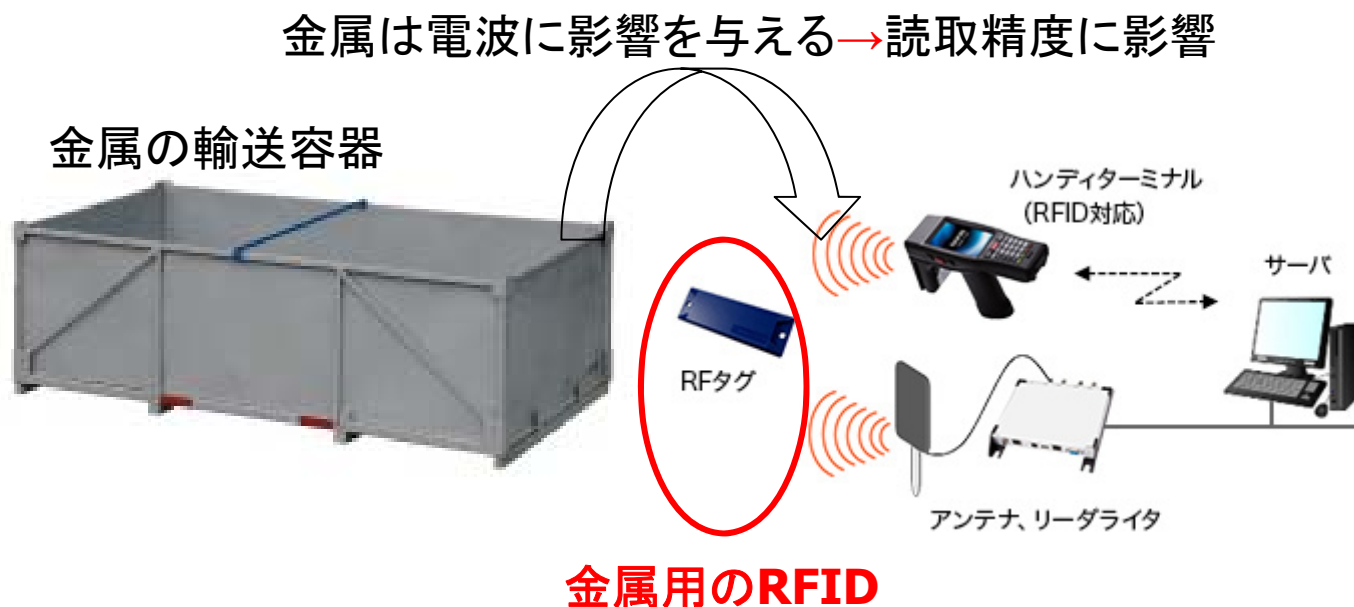 金属は電波に影響を与える→読取精度に影響
金属の輸送容器
ハンディターミナル
(RFID対応)
サーバ
RFタグ
アンテナ、リーダライタ
金属用のRFID